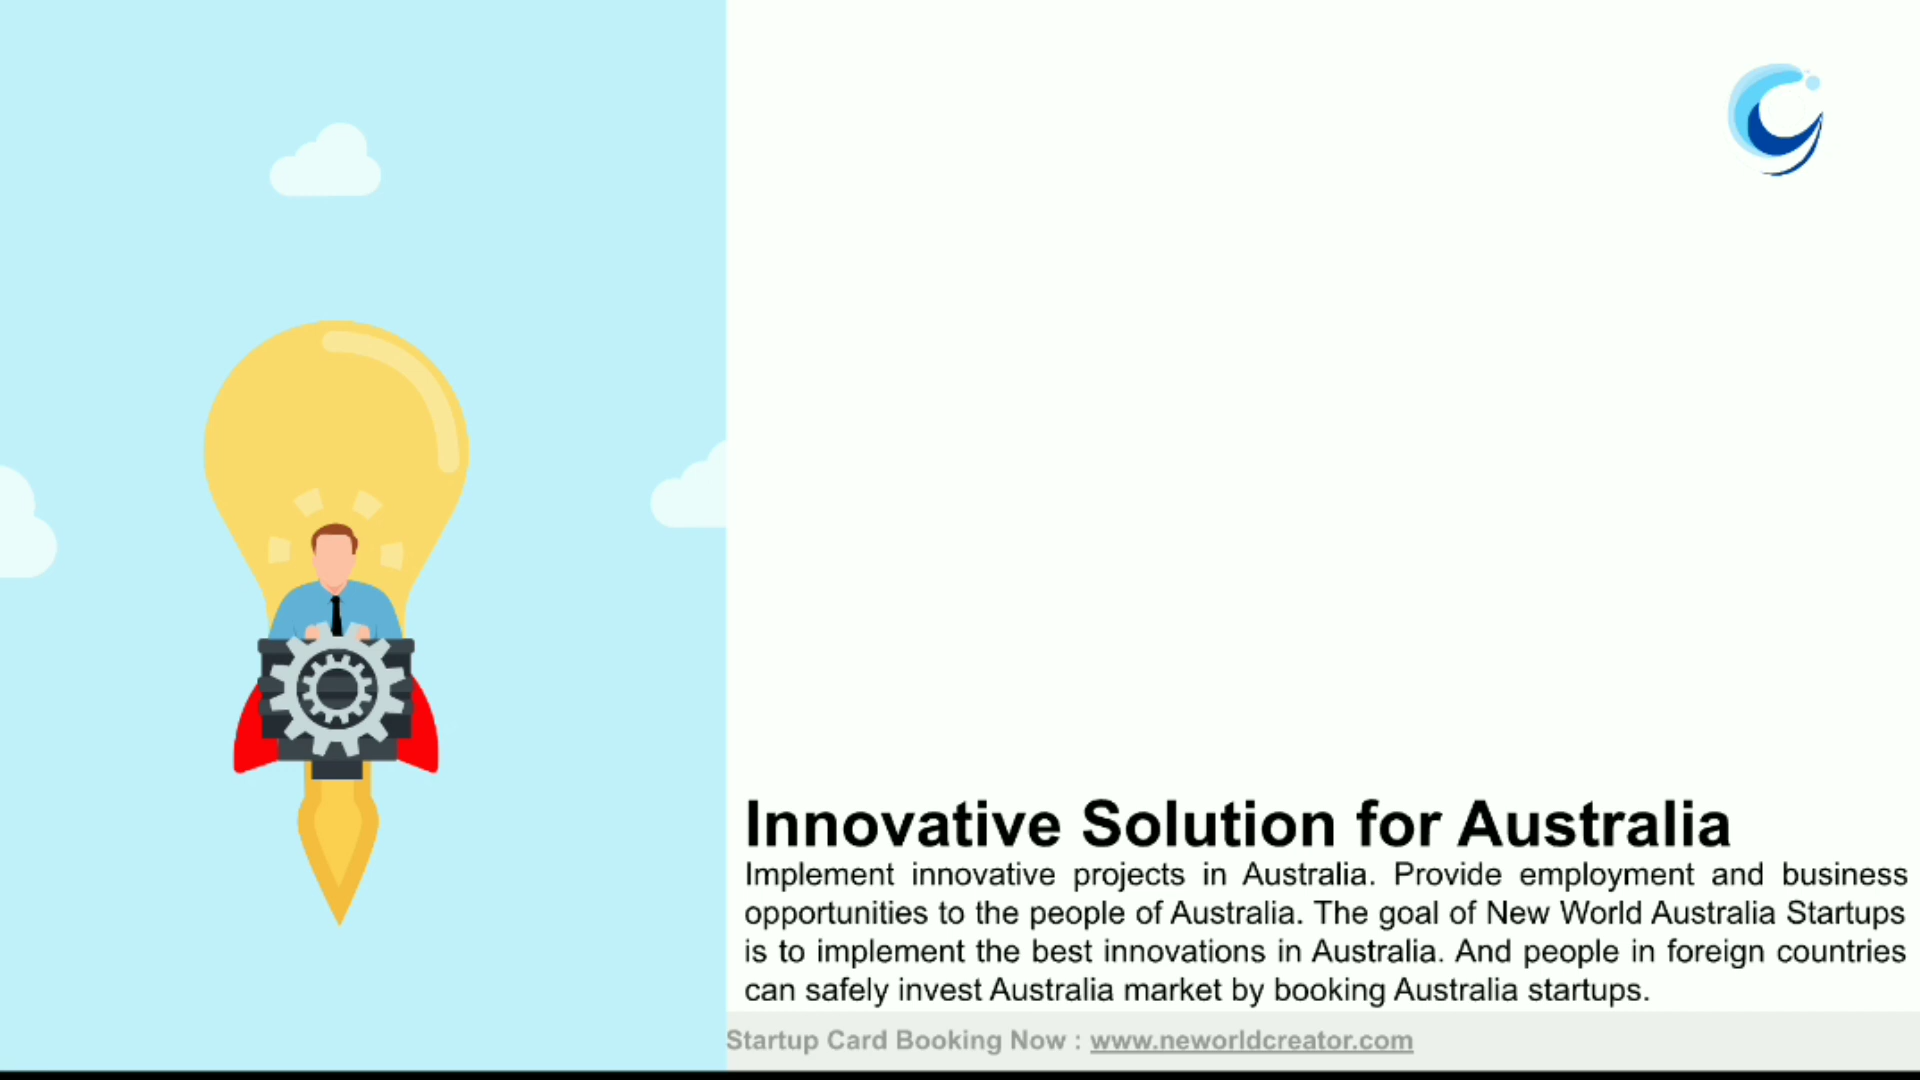 Innovative Solution for Australia
Implement innovative projects in Australia. Provide employment and business
opportunities to the people of Australia. The goal of New World Australia Startups
is to implement the best innovations in Australia. And people in foreign countries
can safely invest Australia market by booking Australia startups.
Startup Card Booking Now : www.neworldcreator.com